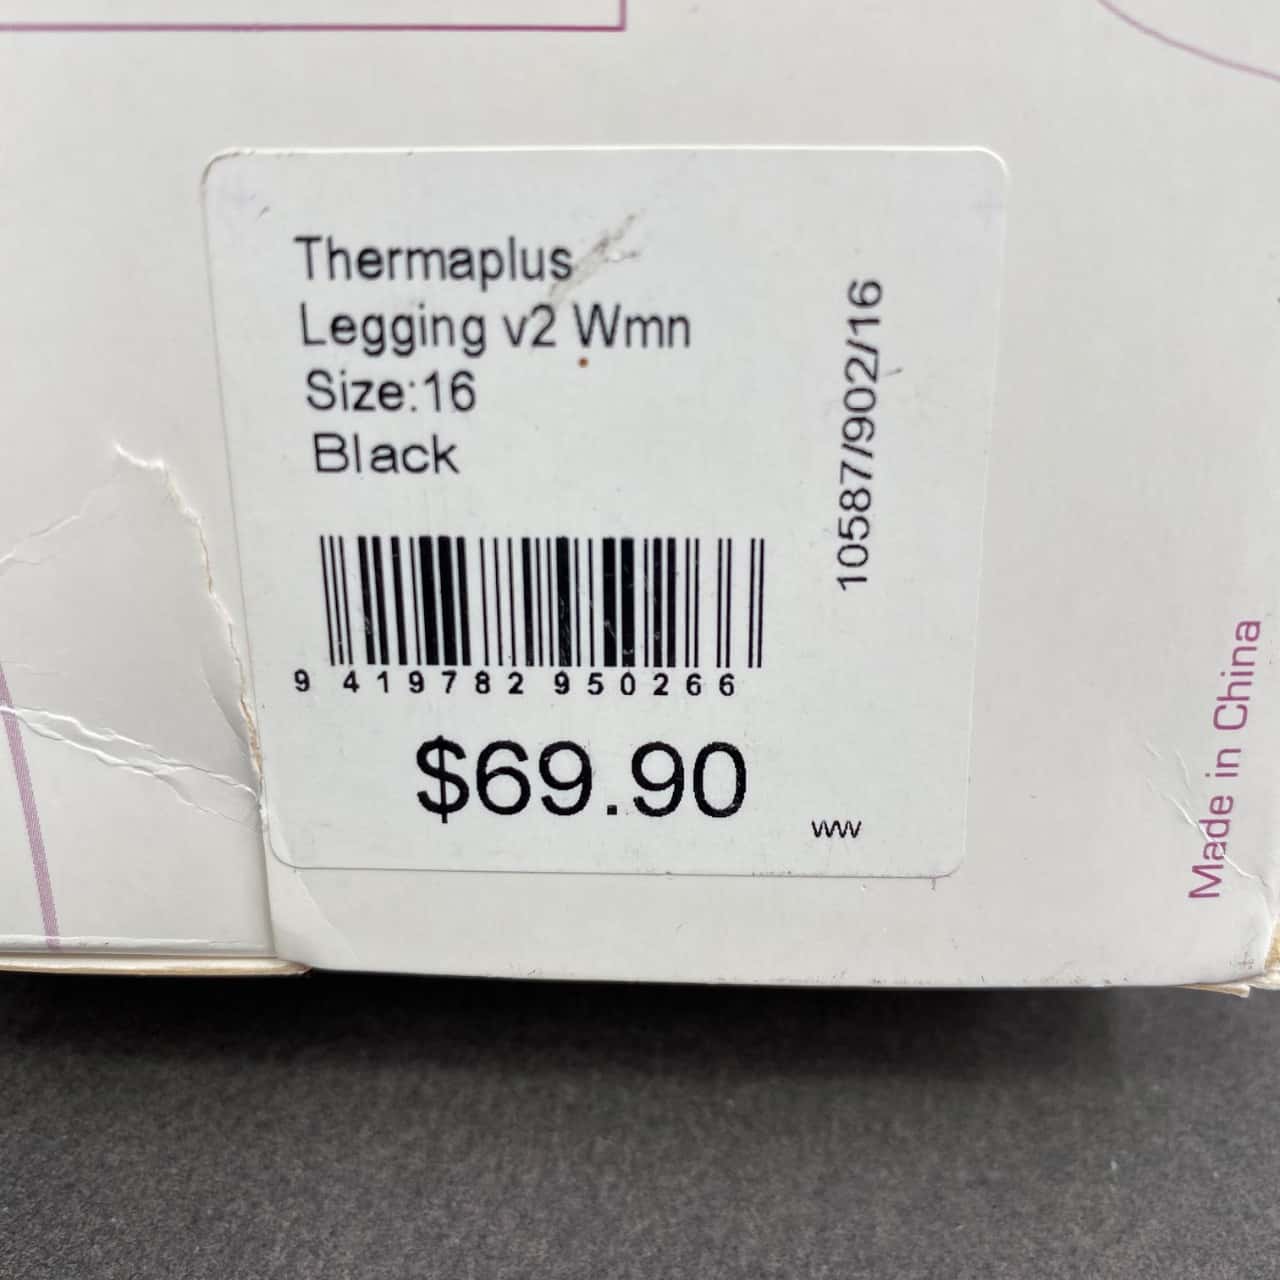 Thermaplus
Legging v2 Wmn
Size:16
Black
10587/902/16
9 419782 950266
$69.90
WW
Made in China